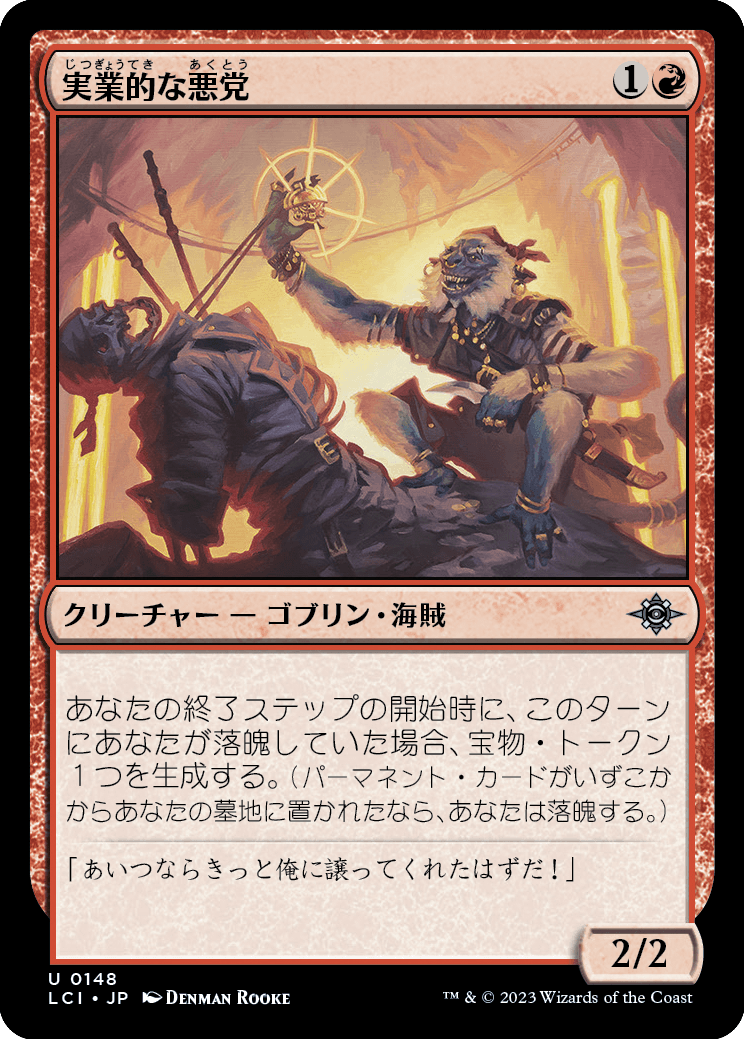 じつぎょうてき あくとう
実業的な悪党
1
クリーチャー — ゴブリン・海賊
あなたの終了ステップの開始時に、このターン
にあなたが落魄していた場合、宝物・トークン
1つを生成する。（パーマネント・カードがいずこか
からあなたの墓地に置かれたなら、あなたは落魄する。）
「あいつならきっと俺に譲ってくれたはずだ！」
2/2
U 0148
LCI • JP DENMAN ROOKE
™ & © 2023 Wizards of the Coast